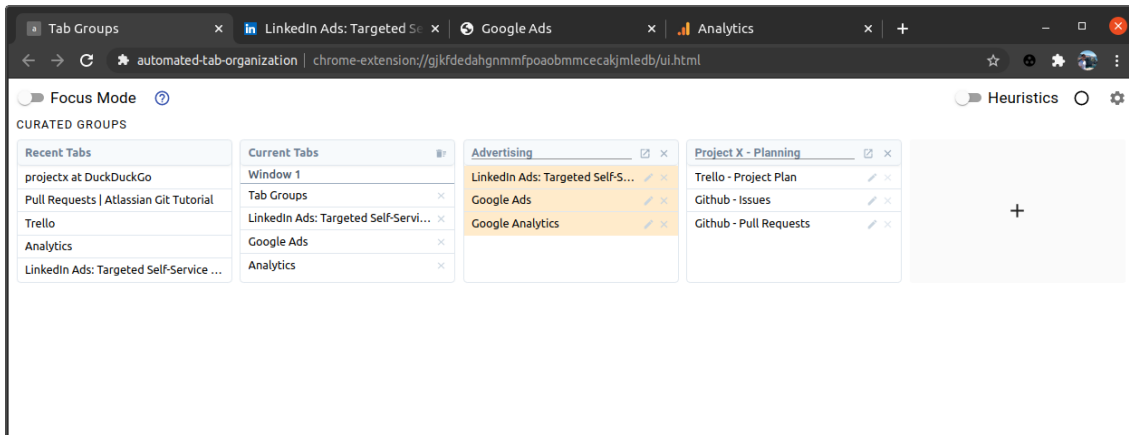 Tab Groups
LinkedIn Ads: Targeted Se
Google Ads
Analytics
automated-tab-organization | chrome-extension://gjkfdedahgnmmfpoaobmmcecakjmledb/ui.html
Focus Mode
Heuristics
CURATED GROUPS
Recent Tabs
projectx at DuckDuckGo
Pull Requests | Atlassian Git Tutorial
Trello
Analytics
LinkedIn Ads: Targeted Self-Service ...
Current Tabs
Window 1
Tab Groups
LinkedIn Ads: Targeted Self-Servi...
Google Ads
Analytics
Advertising
LinkedIn Ads: Targeted Self-S...
Google Ads
Google Analytics
Project X - Planning
Trello - Project Plan
Github - Issues
Github - Pull Requests